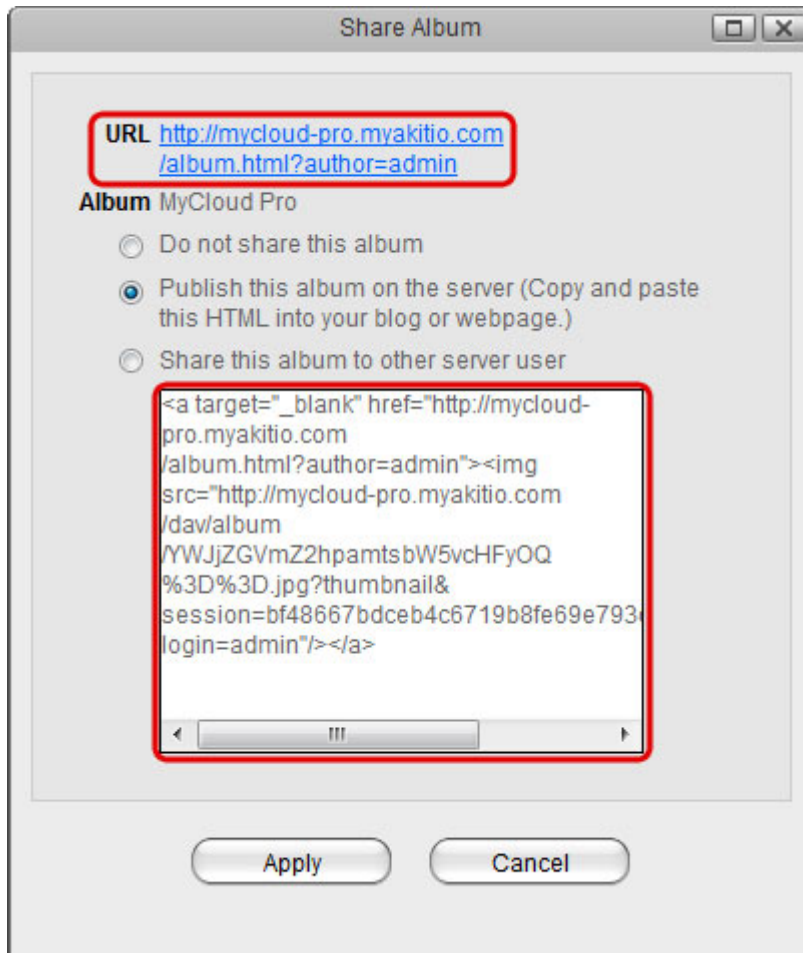 Share Album
URL http://mycloud-pro.myakitio.com
/album.html?author=admin
Album MyCloud Pro
Do not share this album
Publish this album on the server (Copy and paste
this HTML into your blog or webpage.)
Share this album to other server user
<a target="_blank" href="http://mycloud-
pro.myakitio.com
/album.html?author=admin"><img
src="http://mycloud-pro.myakitio.com
/dav/album
/YWJjZGVmZ2hpamtsbW5vcHFyOQ
%3D%3D.jpg?thumbnail&
session=bf48667bdceb4c6719b8fe69e793
login=admin"/></a>
Apply Cancel